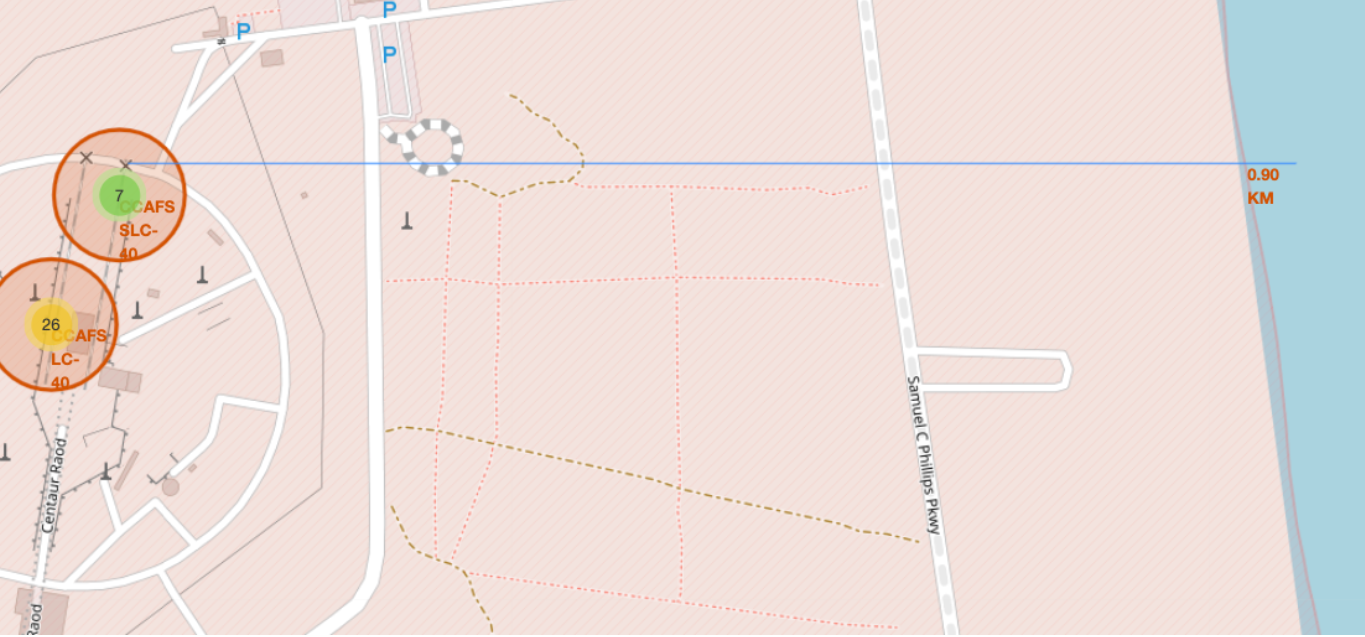 P
P
P
0.90
KM
7
CCAFS
SLC-
40
26
CCAFS
LC-
40
Samuel C Phillips Pkwy
Centaur Raod
Raod